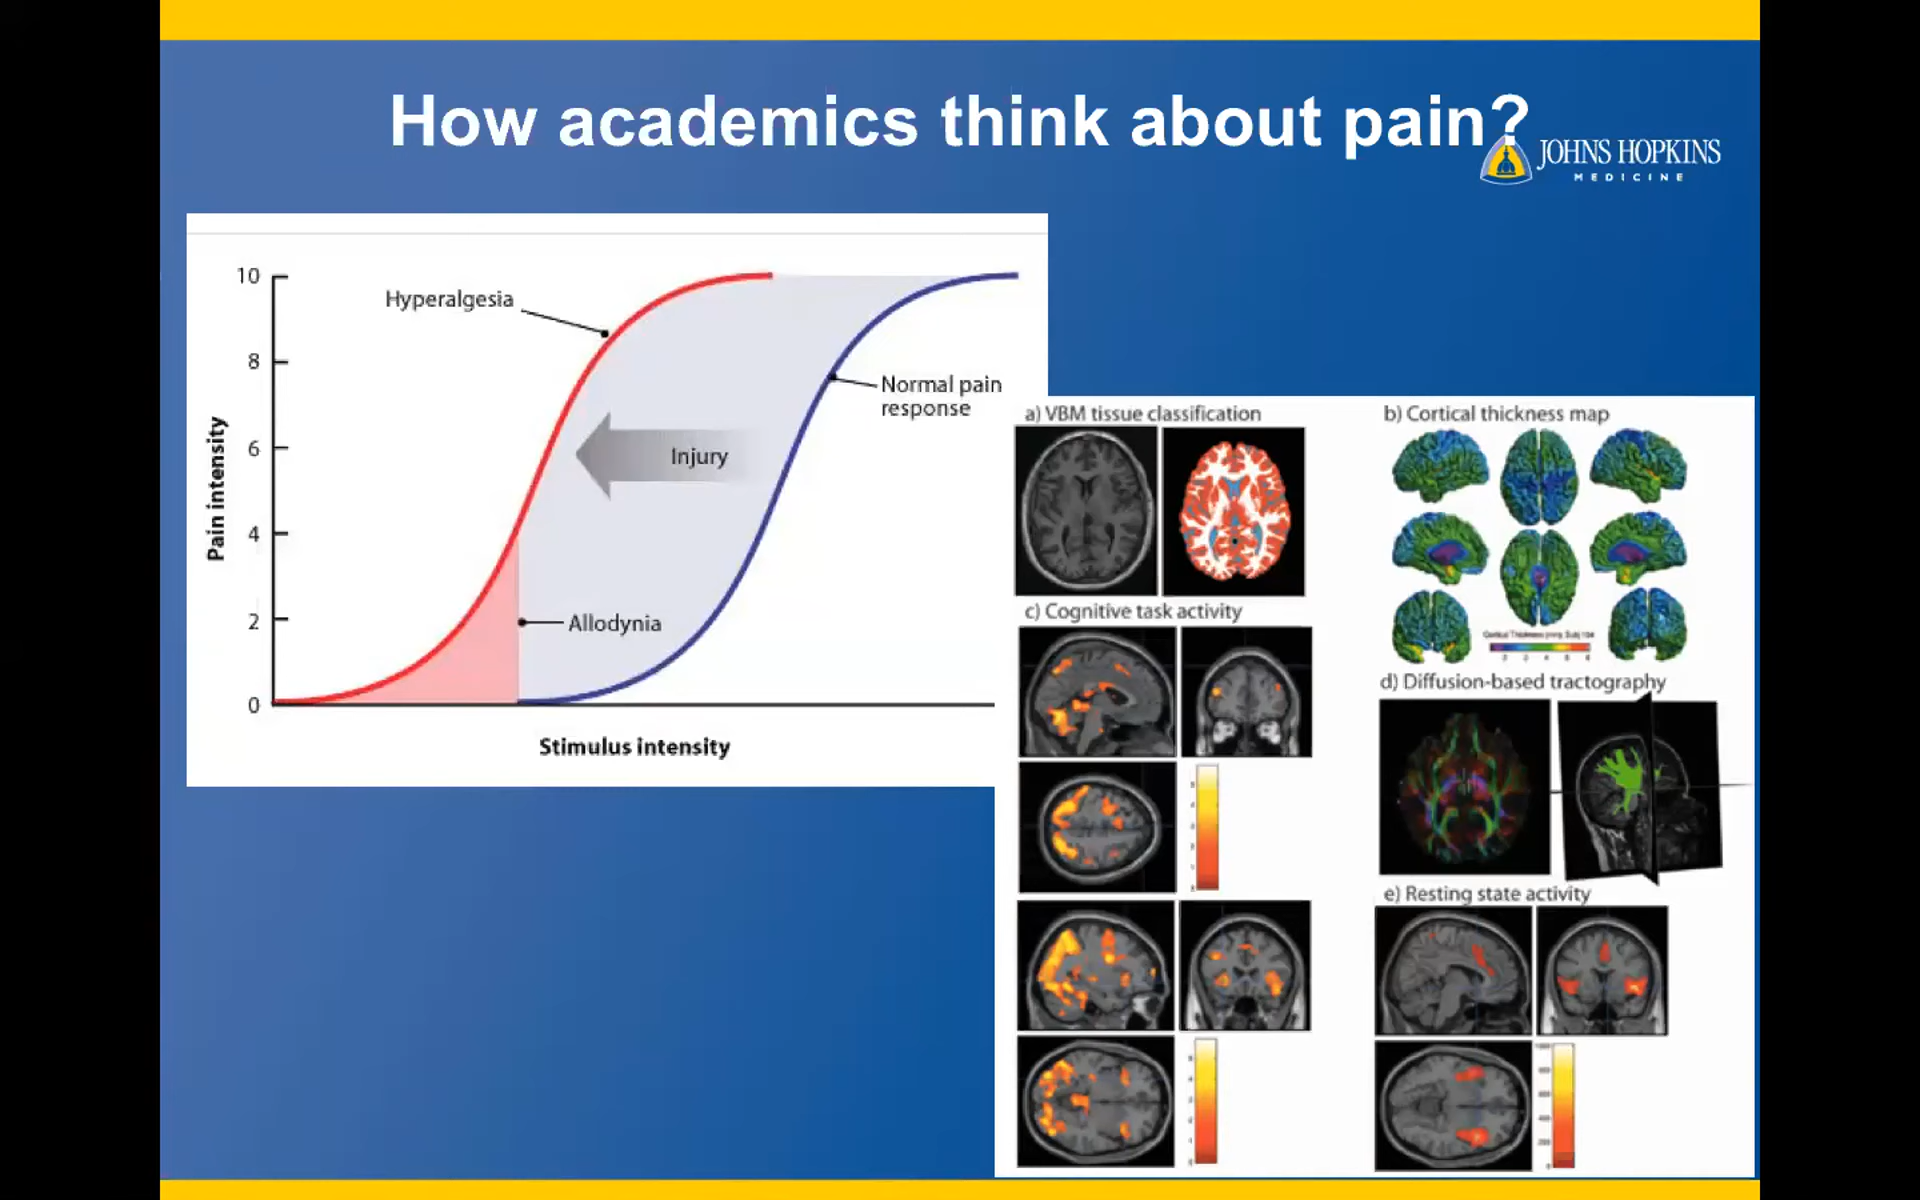 How academics think about pain?
JOHNS HOPKINS
MEDICINE
10
8
6
4
2
0
Pain intensity
Hyperalgesia
Normal pain
response
Injury
Allodynia
Stimulus intensity
a) VBM tissue classification
b) Cortical thickness map
c) Cognitive task activity
d) Diffusion-based tractography
e) Resting state activity